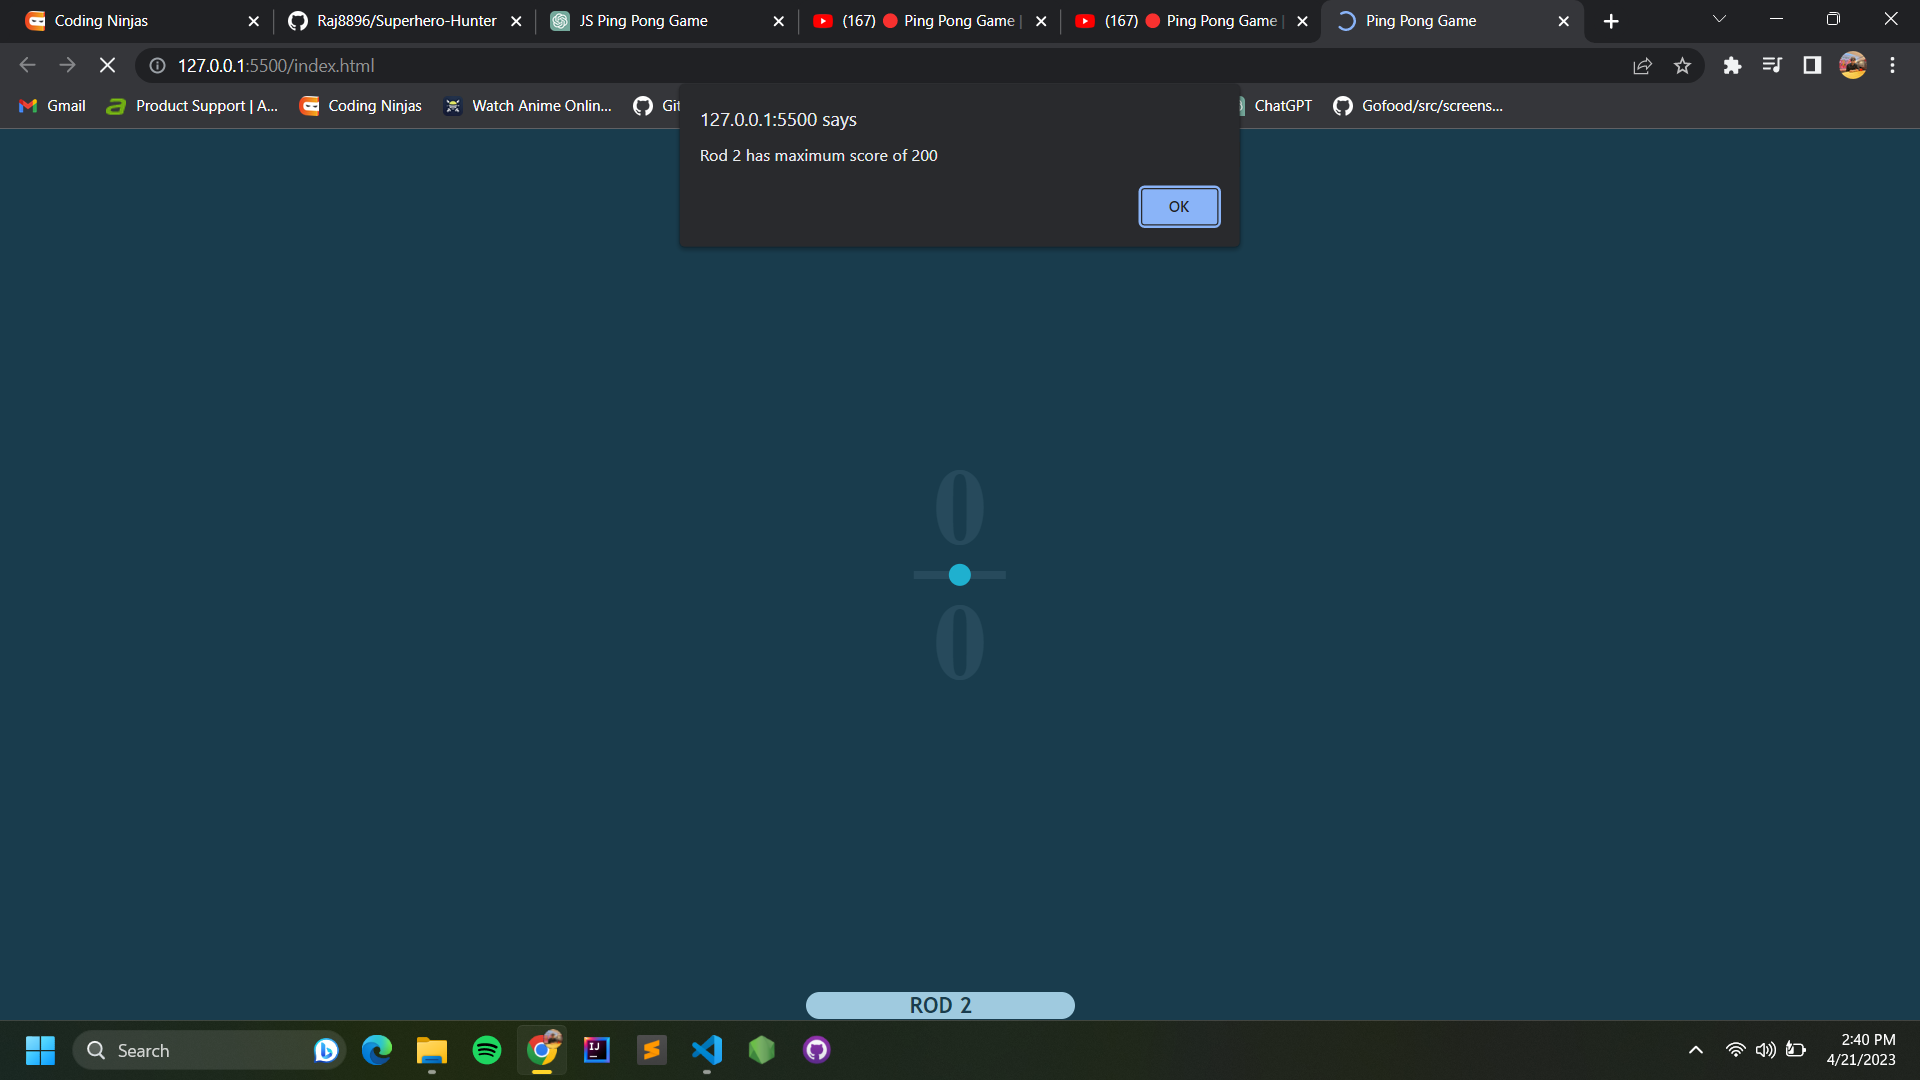 Coding Ninjas
Raj8896/Superhero-Hunter
JS Ping Pong Game
(167) 🔴 Ping Pong Game |
(167) 🔴 Ping Pong Game |
Ping Pong Game
127.0.0.1:5500/index.html
Gmail
Product Support | A...
Coding Ninjas
Watch Anime Onlin...
Git
ChatGPT
Gofood/src/screens...
127.0.0.1:5500 says
Rod 2 has maximum score of 200
OK
0
0
ROD 2
Search
IJ
2:40 PM
4/21/2023